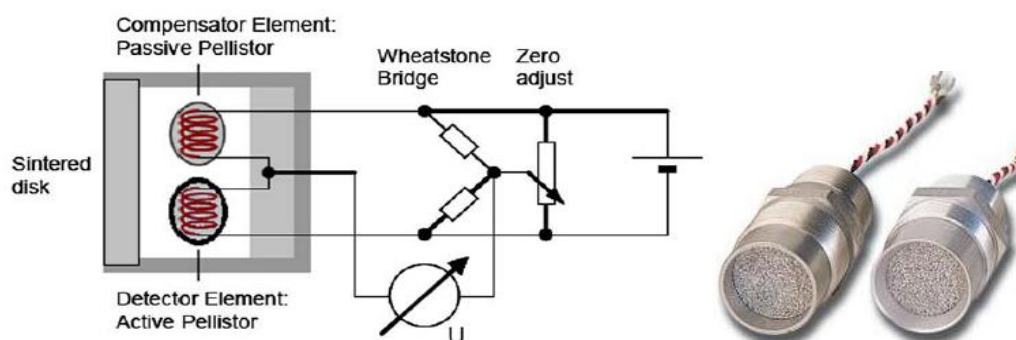 Compensator Element:
Passive Pellistor
Wheatstone
Bridge
Zero
adjust
Sintered
disk
Detector Element:
Active Pellistor
U